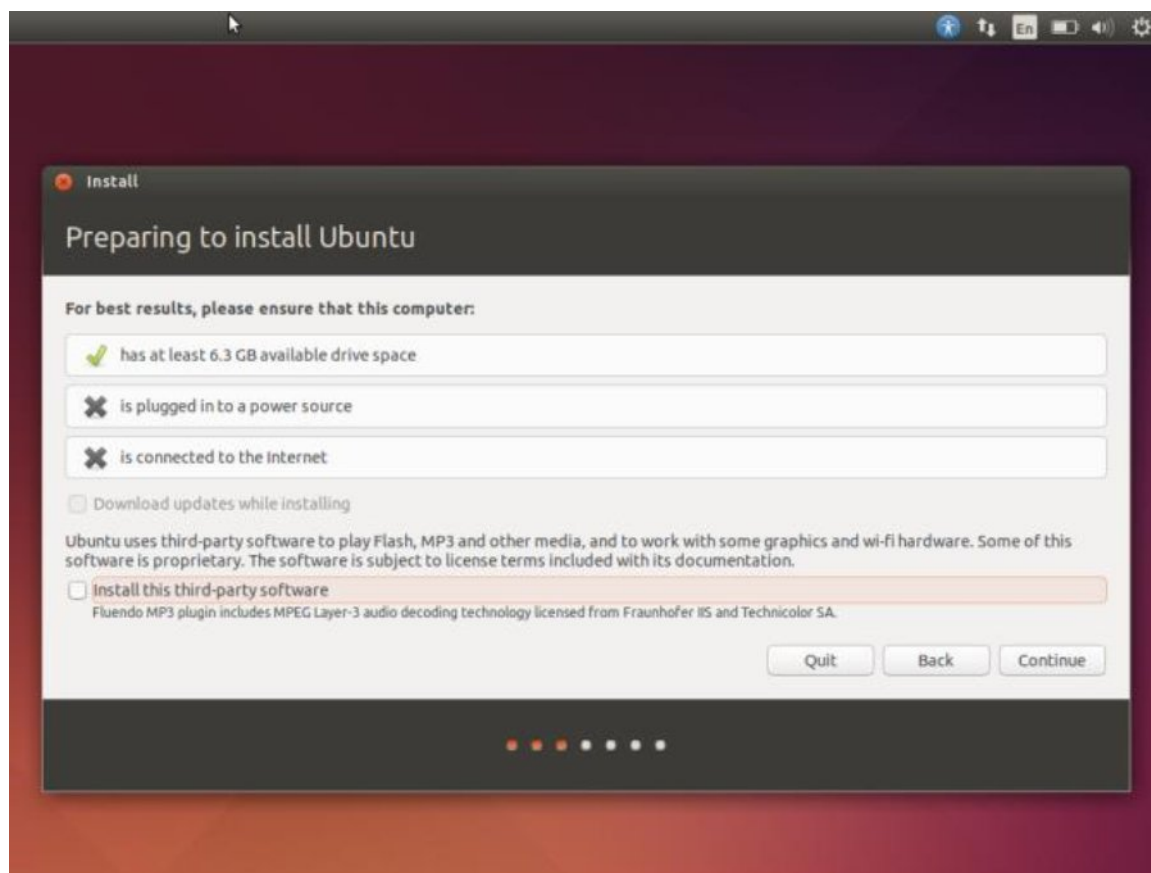 En
Install
Preparing to install Ubuntu
For best results, please ensure that this computer:
has at least 6.3 GB available drive space
is plugged in to a power source
is connected to the Internet
Download updates while installing
Ubuntu uses third-party software to play Flash, MP3 and other media, and to work with some graphics and wi-fi hardware. Some of this
software is proprietary. The software is subject to license terms included with its documentation.
Install this third-party software
Fluendo MP3 plugin includes MPEG Layer-3 audio decoding technology licensed from Fraunhofer IIS and Technicolor SA.
Quit Back Continue